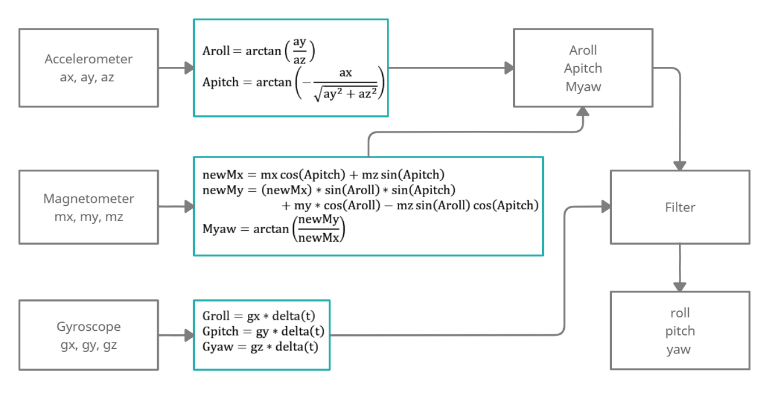 Accelerometer
ax, ay, az
Aroll = arctan (ay/az)
Apitch = arctan (− ax/√(ay² + az²))
Aroll
Apitch
Myaw
Magnetometer
mx, my, mz
newMx = mx cos(Apitch) + mz sin(Apitch)
newMy = (newMx) * sin(Aroll) * sin(Apitch)
+ my * cos(Aroll) − mz sin(Aroll) cos(Apitch)
Myaw = arctan (newMy/newMx)
Filter
Gyroscope
gx, gy, gz
Groll = gx * delta(t)
Gpitch = gy * delta(t)
Gyaw = gz * delta(t)
roll
pitch
yaw